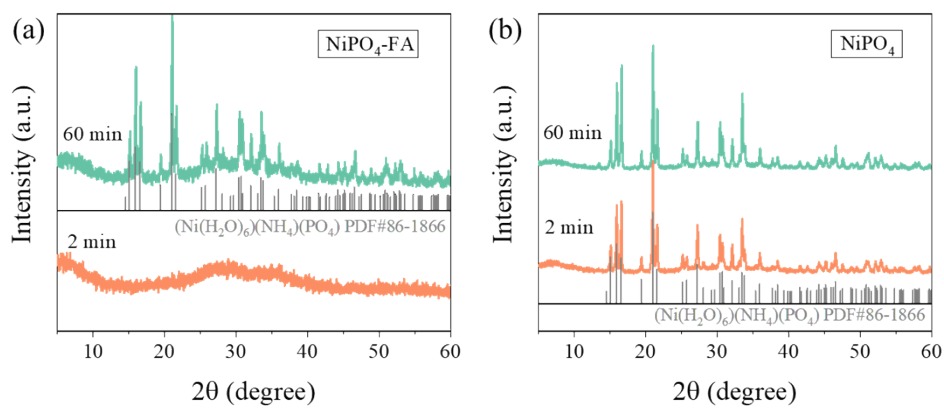 (a)
NiPO₄-FA
Intensity (a.u.)
60 min
(Ni(H₂O)₆)(NH₄)(PO₄) PDF#86-1866
2 min
10 20 30 40 50 60
2θ (degree)
(b)
NiPO₄
Intensity (a.u.)
60 min
2 min
(Ni(H₂O)₆)(NH₄)(PO₄) PDF#86-1866
10 20 30 40 50 60
2θ (degree)